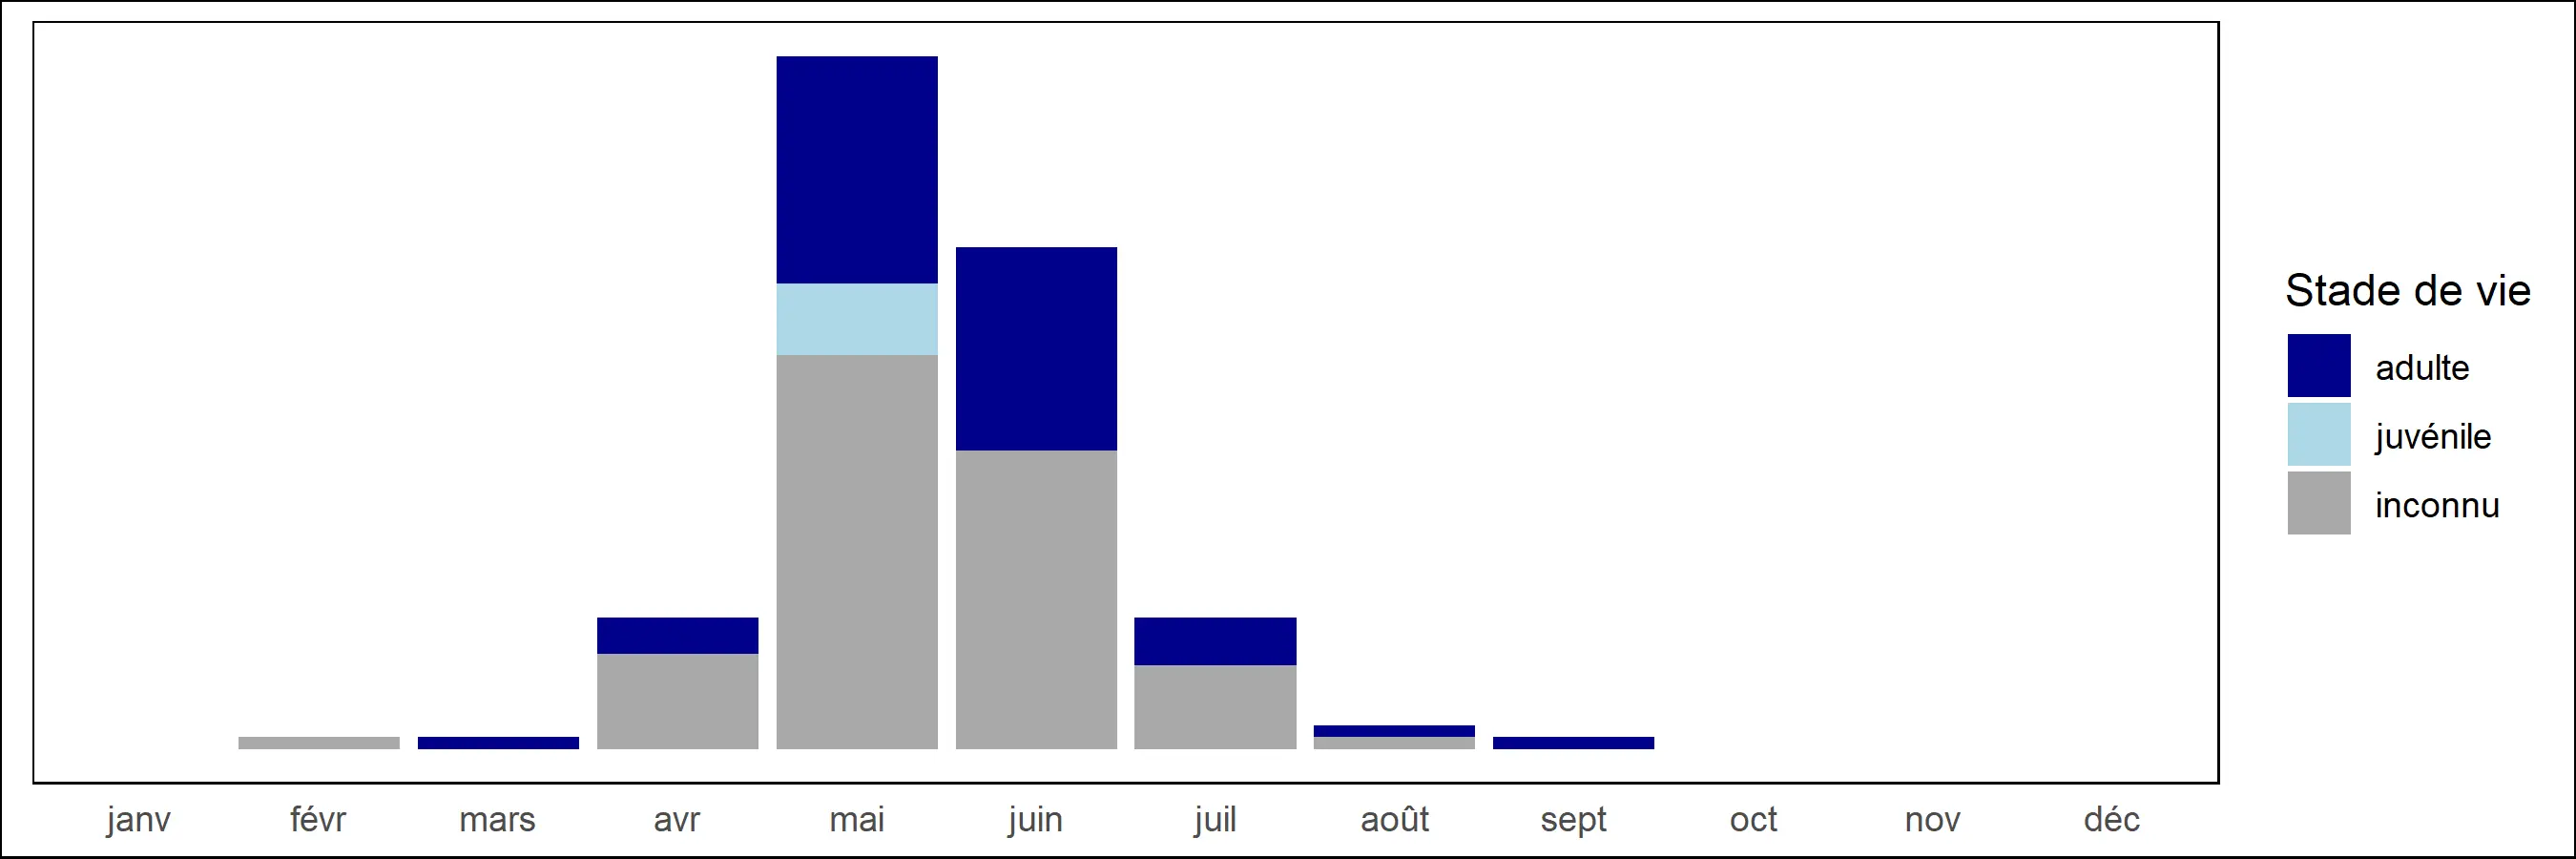 Stade de vie
adulte
juvénile
inconnu
janv févr mars avr mai juin juil août sept oct nov déc